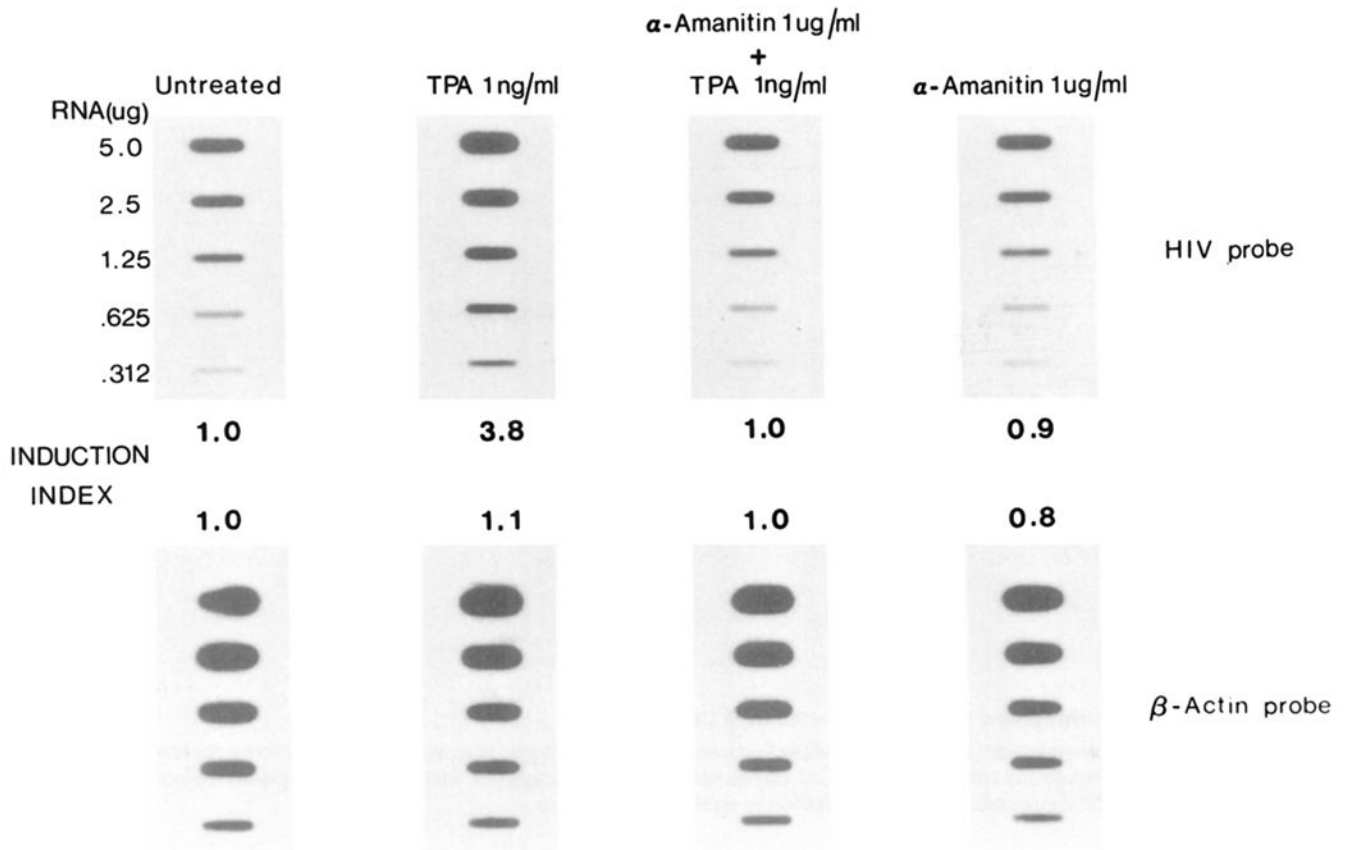 α-Amanitin 1ug/ml
+
Untreated TPA 1ng/ml TPA 1ng/ml α-Amanitin 1ug/ml
RNA(ug)
5.0
2.5
1.25
.625
.312
HIV probe
1.0 3.8 1.0 0.9
INDUCTION
INDEX
1.0 1.1 1.0 0.8
β-Actin probe